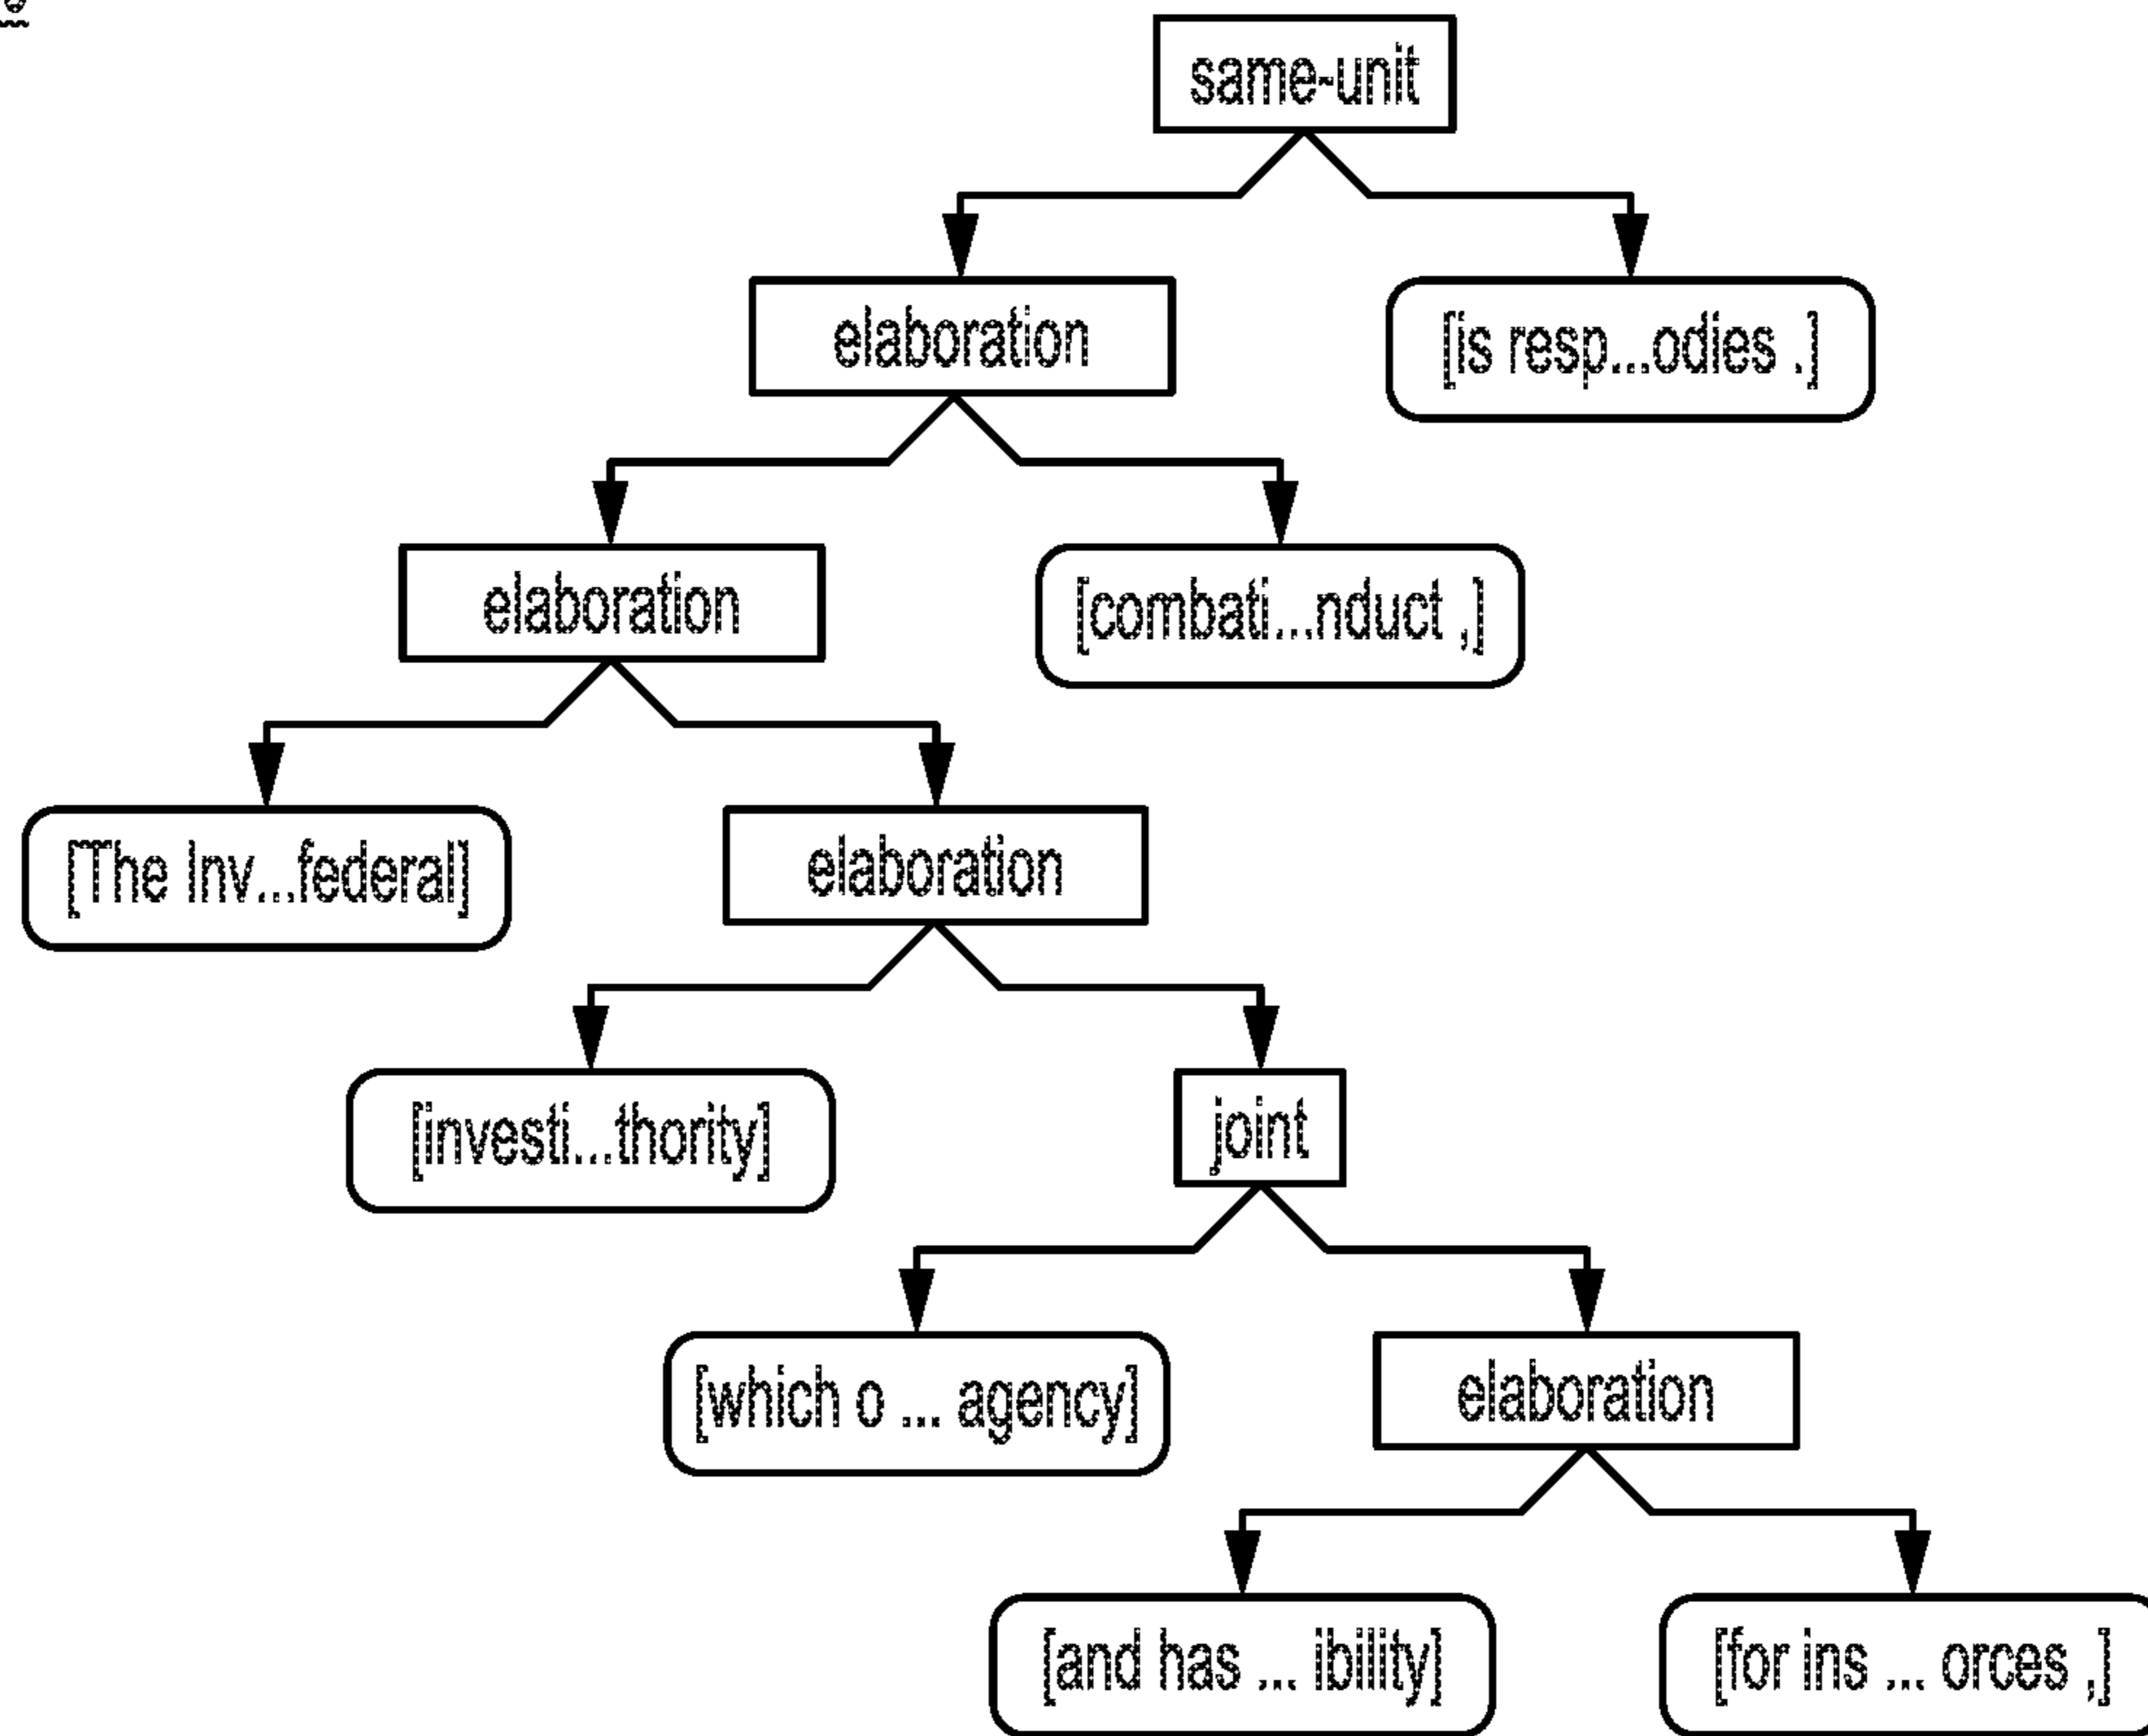 same-unit
elaboration
[is resp...odies .]
elaboration
[combati...nduct ,]
[The Inv...federal]
elaboration
[investi...thority]
joint
[which o ... agency]
elaboration
[and has ... ibility]
[for ins ... orces ,]